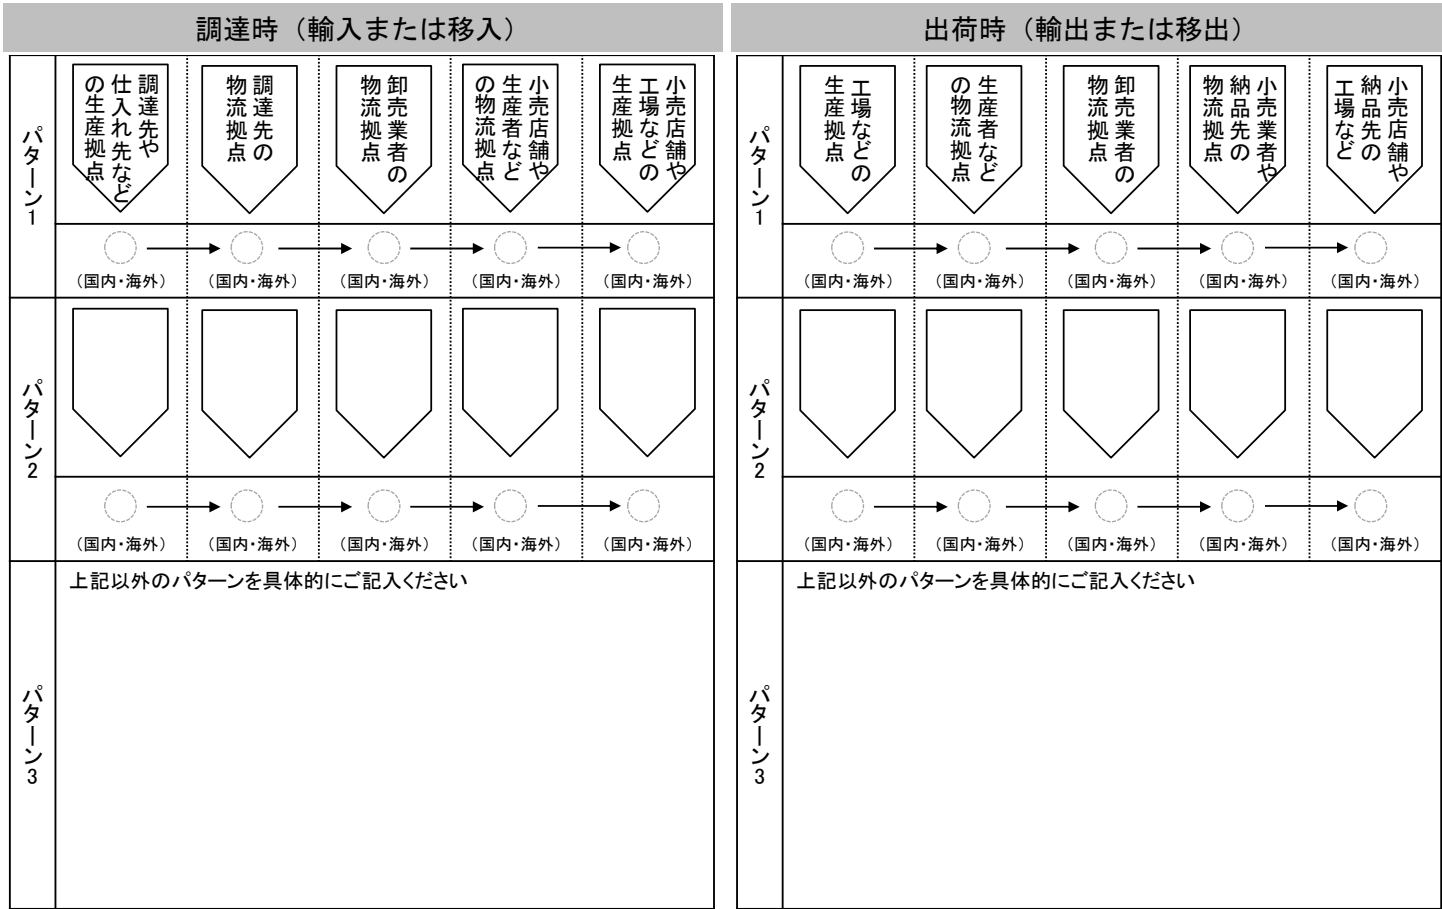 調達時（輸入または移入）
パターン1
調達先や
仕入れ先など
の生産拠点
調達先の
物流拠点
卸売業者の
物流拠点
小売店舗や
生産者など
の物流拠点
小売店舗や
工場などの
生産拠点
（国内・海外）
（国内・海外）
（国内・海外）
（国内・海外）
（国内・海外）
パターン2
（国内・海外）
（国内・海外）
（国内・海外）
（国内・海外）
（国内・海外）
パターン3
上記以外のパターンを具体的にご記入ください
出荷時（輸出または移出）
パターン1
工場などの
生産拠点
生産者など
の物流拠点
卸売業者の
物流拠点
小売業者や
納品先の
物流拠点
小売店舗や
納品先の
工場など
（国内・海外）
（国内・海外）
（国内・海外）
（国内・海外）
（国内・海外）
パターン2
（国内・海外）
（国内・海外）
（国内・海外）
（国内・海外）
（国内・海外）
パターン3
上記以外のパターンを具体的にご記入ください